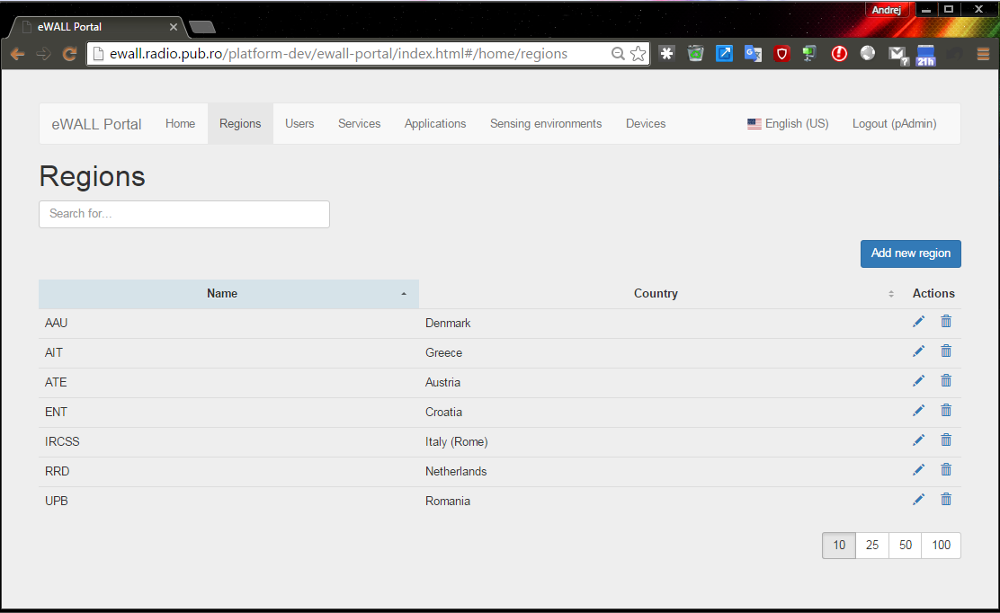 Andrej
eWALL Portal
ewall.radio.pub.ro/platform-dev/ewall-portal/index.html#/home/regions
?
21h
eWALL Portal Home Regions Users Services Applications Sensing environments Devices English (US) Logout (pAdmin)
Regions
Search for...
Add new region
Name Country Actions
AAU Denmark
AIT Greece
ATE Austria
ENT Croatia
IRCSS Italy (Rome)
RRD Netherlands
UPB Romania
10 25 50 100